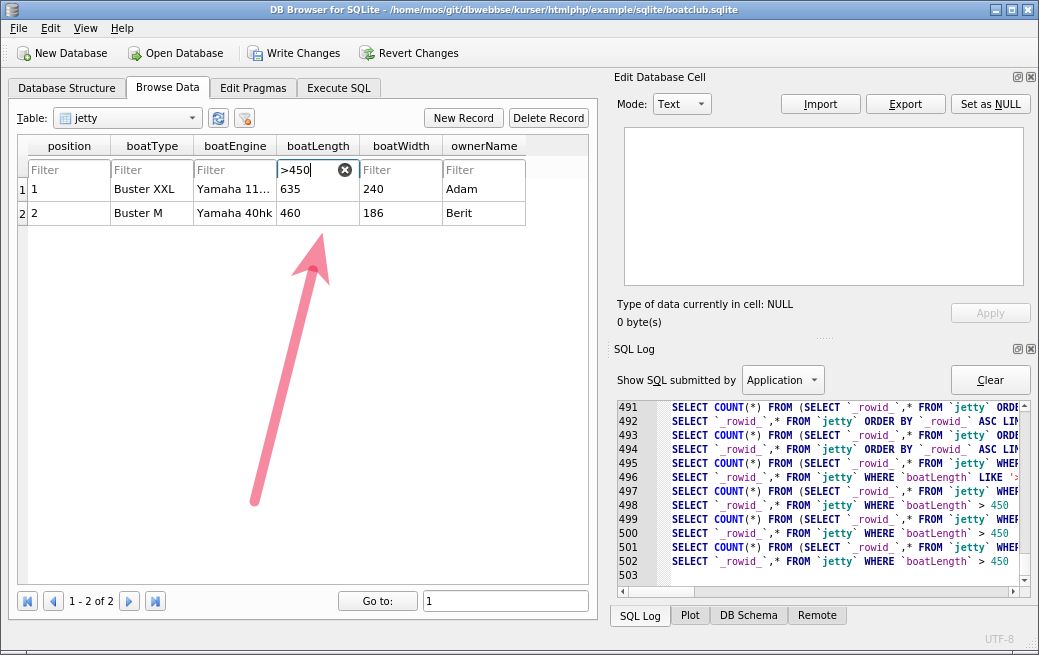 DB Browser for SQLite - /home/mos/git/dbwebbse/kurser/htmlphp/example/sqlite/boatclub.sqlite
File Edit View Help
New Database Open Database Write Changes Revert Changes
Database Structure Browse Data Edit Pragmas Execute SQL
Table: jetty New Record Delete Record
position boatType boatEngine boatLength boatWidth ownerName
Filter Filter Filter >450 Filter Filter
1 1 Buster XXL Yamaha 11... 635 240 Adam
2 2 Buster M Yamaha 40hk 460 186 Berit
1 - 2 of 2 Go to: 1
Edit Database Cell
Mode: Text Import Export Set as NULL
Type of data currently in cell: NULL
0 byte(s)
Apply
SQL Log
Show SQL submitted by Application Clear
491 SELECT COUNT(*) FROM (SELECT `_rowid_`,* FROM `jetty` ORDE
492 SELECT `_rowid_`,* FROM `jetty` ORDER BY `_rowid_` ASC LIM
493 SELECT COUNT(*) FROM (SELECT `_rowid_`,* FROM `jetty` ORDE
494 SELECT `_rowid_`,* FROM `jetty` ORDER BY `_rowid_` ASC LIM
495 SELECT COUNT(*) FROM (SELECT `_rowid_`,* FROM `jetty` WHER
496 SELECT `_rowid_`,* FROM `jetty` WHERE `boatLength` LIKE '>
497 SELECT COUNT(*) FROM (SELECT `_rowid_`,* FROM `jetty` WHER
498 SELECT `_rowid_`,* FROM `jetty` WHERE `boatLength` > 450
499 SELECT COUNT(*) FROM (SELECT `_rowid_`,* FROM `jetty` WHER
500 SELECT `_rowid_`,* FROM `jetty` WHERE `boatLength` > 450
501 SELECT COUNT(*) FROM (SELECT `_rowid_`,* FROM `jetty` WHER
502 SELECT `_rowid_`,* FROM `jetty` WHERE `boatLength` > 450
503
SQL Log Plot DB Schema Remote
UTF-8